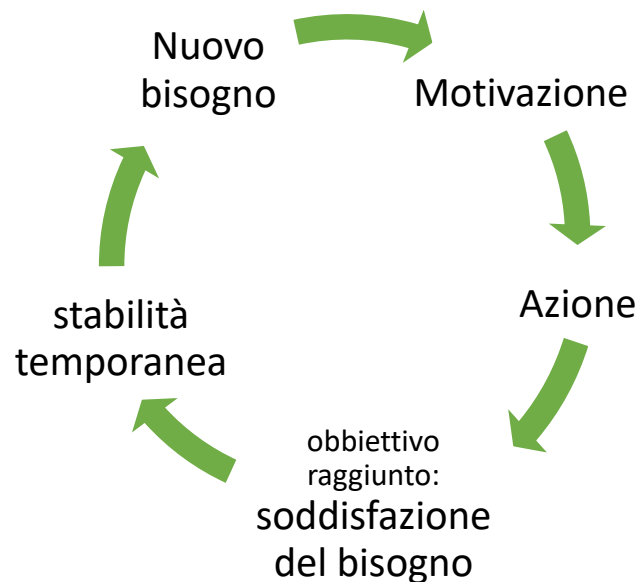 Nuovo
bisogno
Motivazione
Azione
obbiettivo
raggiunto:
soddisfazione
del bisogno
stabilità
temporanea